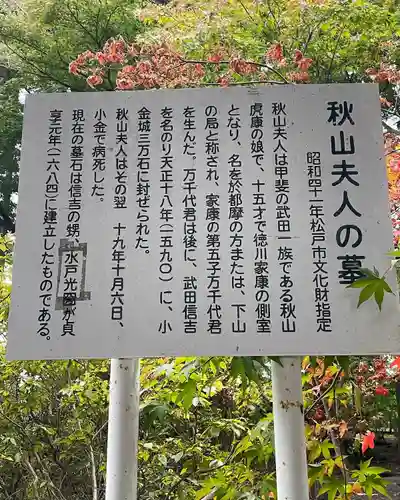 秋山夫人の墓
昭和四十一年松戸市文化財指定
秋山夫人は甲斐の武田一族である秋山
虎康の娘で、十五才で徳川家康の側室
となり、名を於都摩の方または、下山
の局と称され、家康の第五子万千代君
を生んだ。万千代君は後に、武田信吉
を名のり天正十八年(一五九〇)に、小
金城三万石に封ぜられた。
秋山夫人はその翌　十九年十月六日、
小金で病死した。
現在の墓石は信吉の甥、水戸光圀が貞
享元年(一六八四)に建立したものである。